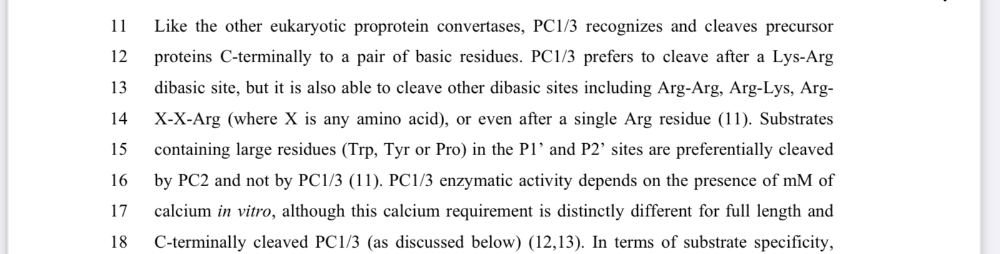 11 Like the other eukaryotic proprotein convertases, PC1/3 recognizes and cleaves precursor
12 proteins C-terminally to a pair of basic residues. PC1/3 prefers to cleave after a Lys-Arg
13 dibasic site, but it is also able to cleave other dibasic sites including Arg-Arg, Arg-Lys, Arg-
14 X-X-Arg (where X is any amino acid), or even after a single Arg residue (11). Substrates
15 containing large residues (Trp, Tyr or Pro) in the P1’ and P2’ sites are preferentially cleaved
16 by PC2 and not by PC1/3 (11). PC1/3 enzymatic activity depends on the presence of mM of
17 calcium in vitro, although this calcium requirement is distinctly different for full length and
18 C-terminally cleaved PC1/3 (as discussed below) (12,13). In terms of substrate specificity,